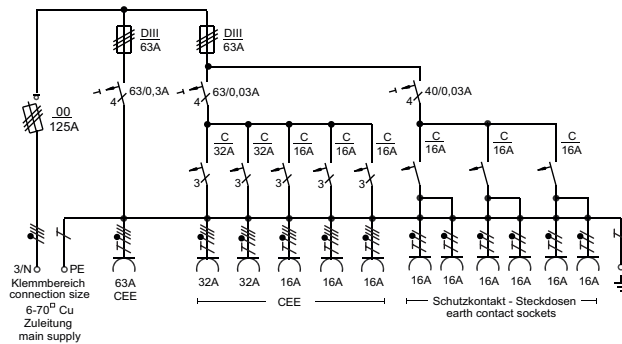 DIII
63A
DIII
63A
00
125A
63/0,3A
4
63/0,03A
4
40/0,03A
4
C
32A
C
32A
C
16A
C
16A
C
16A
C
16A
C
16A
C
16A
3
3
3
3
3
3/N
PE
Klemmbereich
connection size
6-70□ Cu
Zuleitung
main supply
63A
CEE
32A
32A
16A
16A
16A
CEE
16A
16A
16A
16A
16A
16A
Schutzkontakt - Steckdosen
earth contact sockets